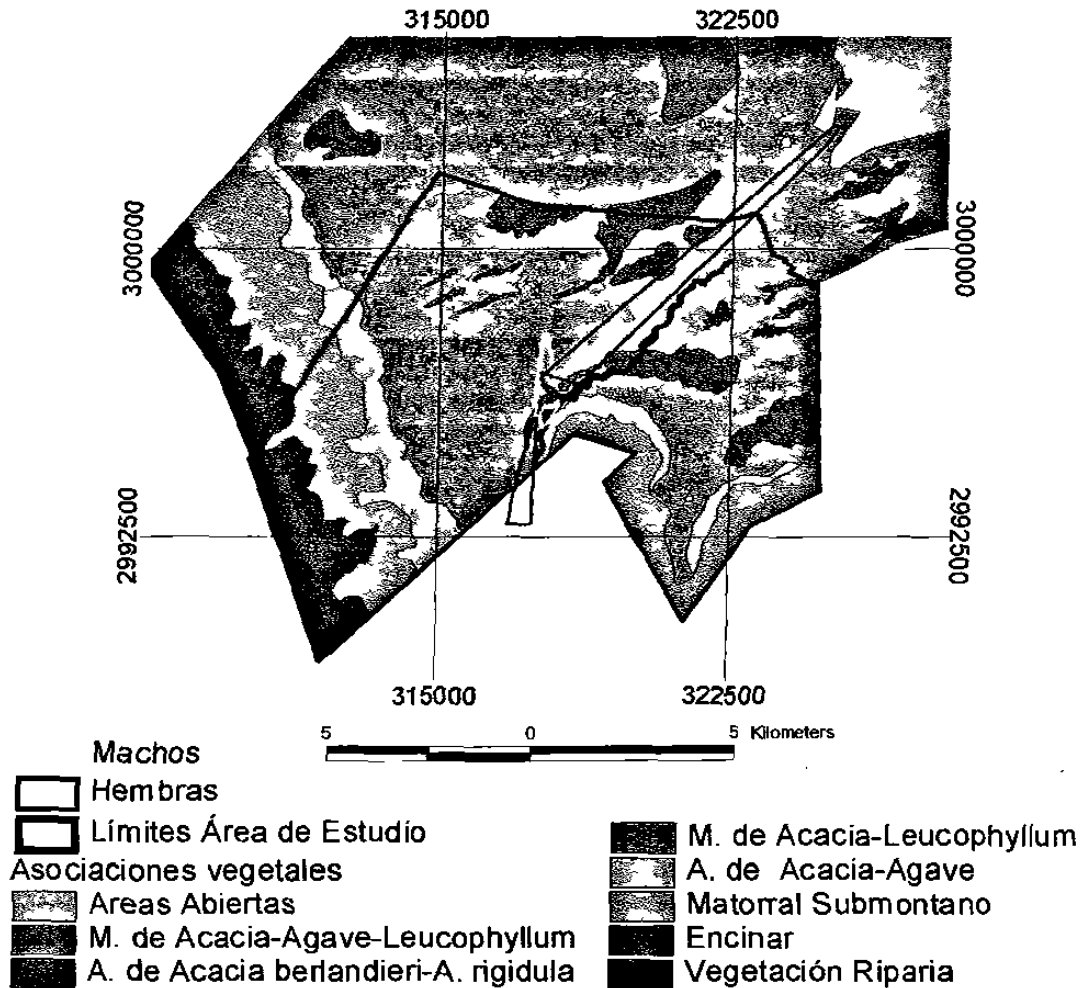 315000 322500
3000000 3000000
2992500 2992500
315000 322500
5 0 5 Kilometers
Machos
Hembras
Límites Área de Estudio
Asociaciones vegetales
Areas Abiertas
M. de Acacia-Agave-Leucophyllum
A. de Acacia berlandieri-A. rigidula
M. de Acacia-Leucophyllum
A. de Acacia-Agave
Matorral Submontano
Encinar
Vegetación Riparia